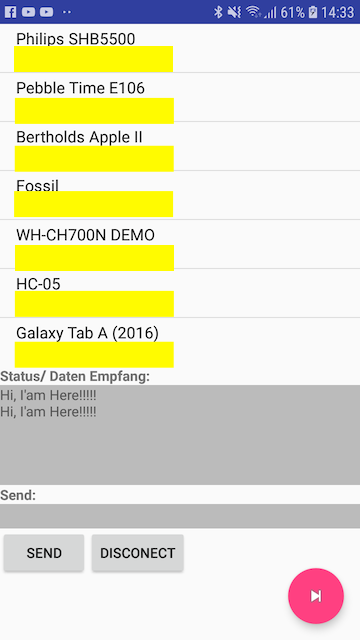 61% 14:33
Philips SHB5500
Pebble Time E106
Bertholds Apple II
Fossil
WH-CH700N DEMO
HC-05
Galaxy Tab A (2016)
Status/ Daten Empfang:
Hi, I'am Here!!!!!
Hi, I'am Here!!!!!
Send:
SEND DISCONECT